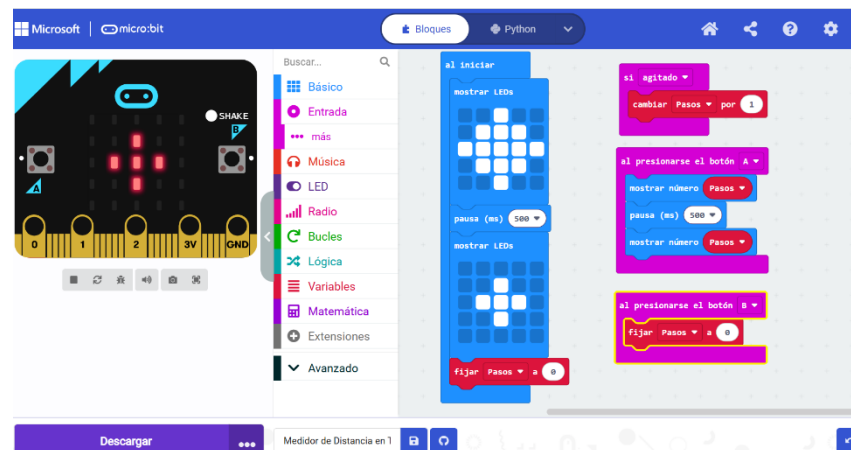 Microsoft
micro:bit
Bloques
Python
SHAKE
B
A
0
1
2
3V
GND
Buscar...
Básico
Entrada
más
Música
LED
Radio
Bucles
Lógica
Variables
Matemática
Extensiones
Avanzado
al iniciar
mostrar LEDs
pausa (ms) 500
mostrar LEDs
fijar Pasos a 0
si agitado
cambiar Pasos por 1
al presionarse el botón A
mostrar número Pasos
pausa (ms) 500
mostrar número Pasos
al presionarse el botón B
fijar Pasos a 0
Descargar
Medidor de Distancia en